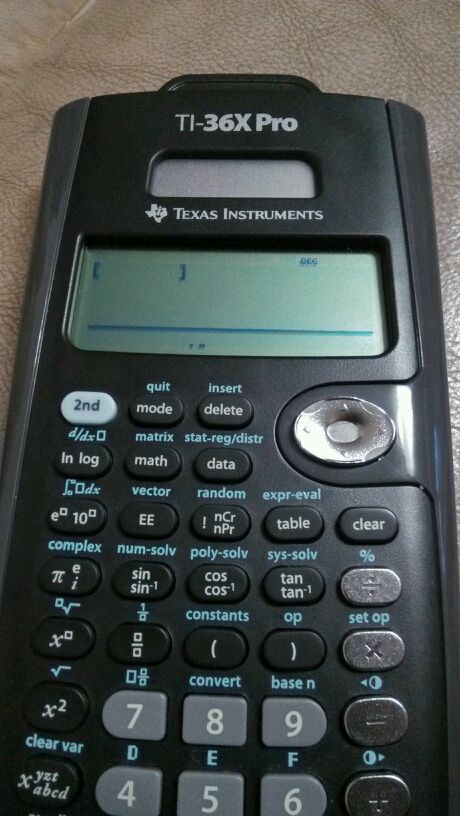 TI-36X Pro
TEXAS INSTRUMENTS
[ ] DEG
quit insert
2nd mode delete
d/dx□ matrix stat-reg/distr
ln log math data
∫□dx vector random expr-eval
e□ 10□ EE ! nCr nPr table clear
complex num-solv poly-solv sys-solv %
π e i sin sin-1 cos cos-1 tan tan-1 ÷
□√ 1/□ constants op set op
x□ □/□ ( ) ×
√ □□/□ convert base n ◂◑
x2 7 8 9 −
clear var D E F ◑▸
x yzt abcd 4 5 6 +